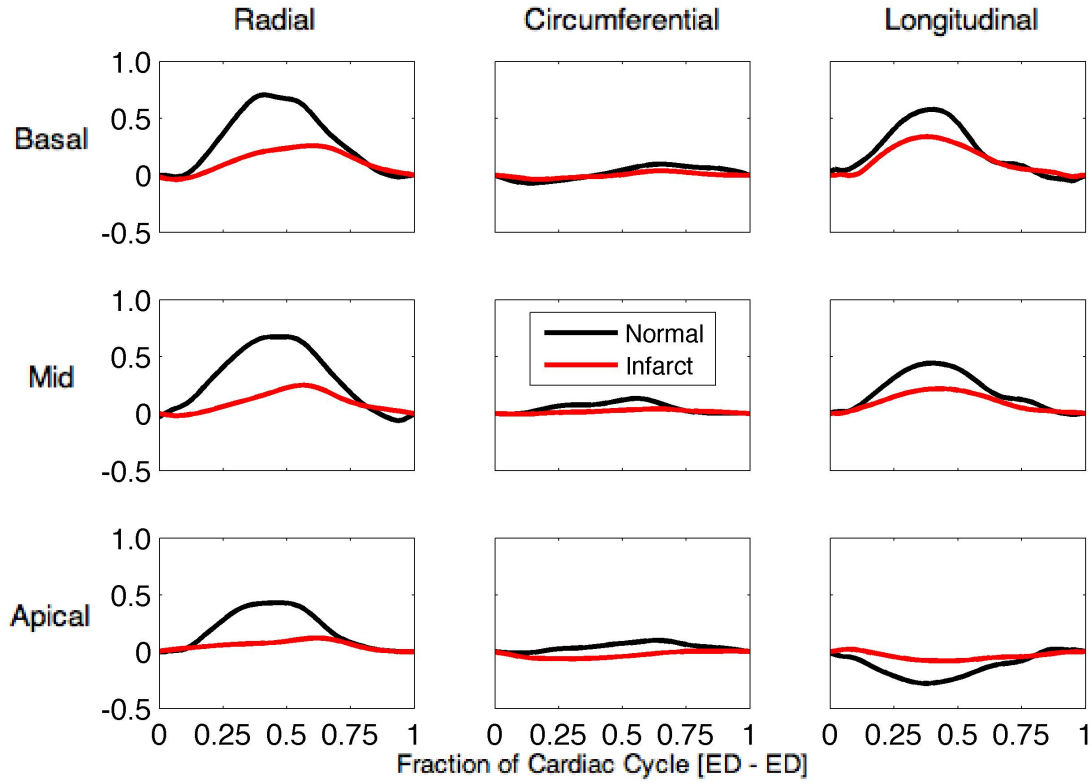 Radial Circumferential Longitudinal
1.0
0.5
Basal
0
-0.5
1.0
Normal
0.5
Infarct
Mid
0
-0.5
1.0
0.5
Apical
0
-0.5
0 0.25 0.5 0.75 1 0 0.25 0.5 0.75 1 0 0.25 0.5 0.75 1
Fraction of Cardiac Cycle [ED - ED]